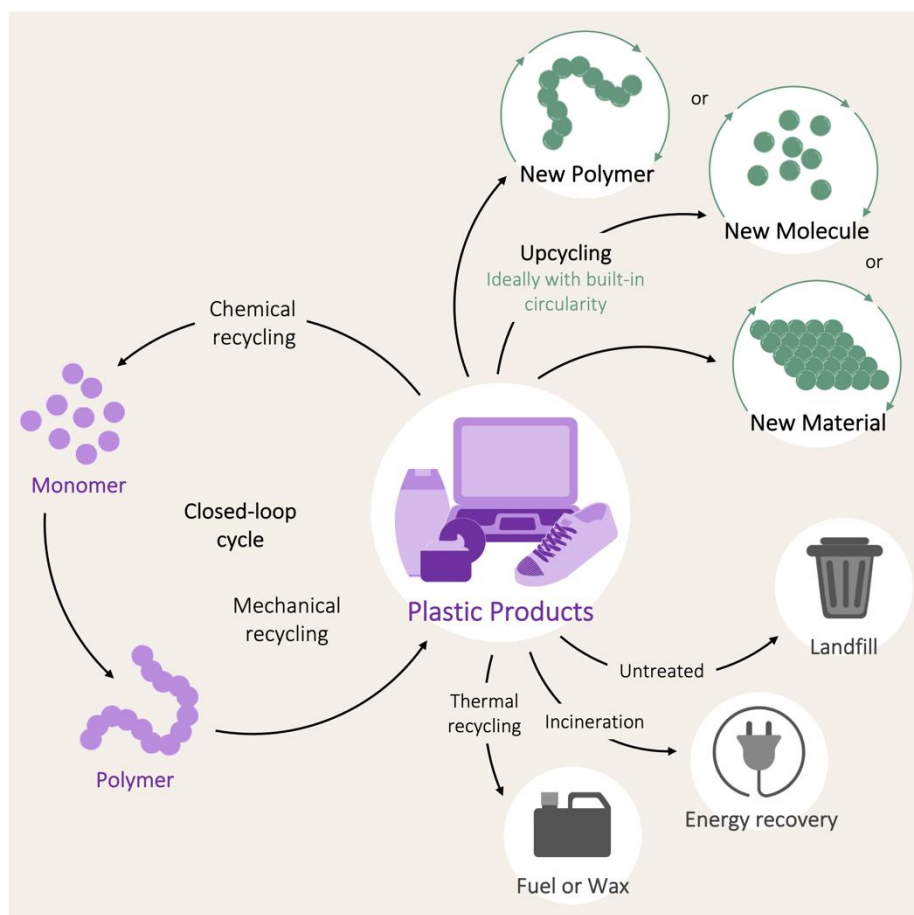 or
New Polymer
New Molecule
Upcycling
Ideally with built-in
circularity
or
Chemical
recycling
New Material
Monomer
Closed-loop
cycle
Mechanical
recycling
Plastic Products
Landfill
Untreated
Thermal
recycling
Incineration
Polymer
Energy recovery
Fuel or Wax